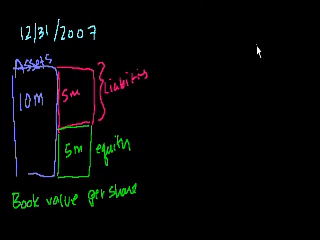 12/31/2007
Assets
10m
5m
Liabilities
5m equity
Book value per share